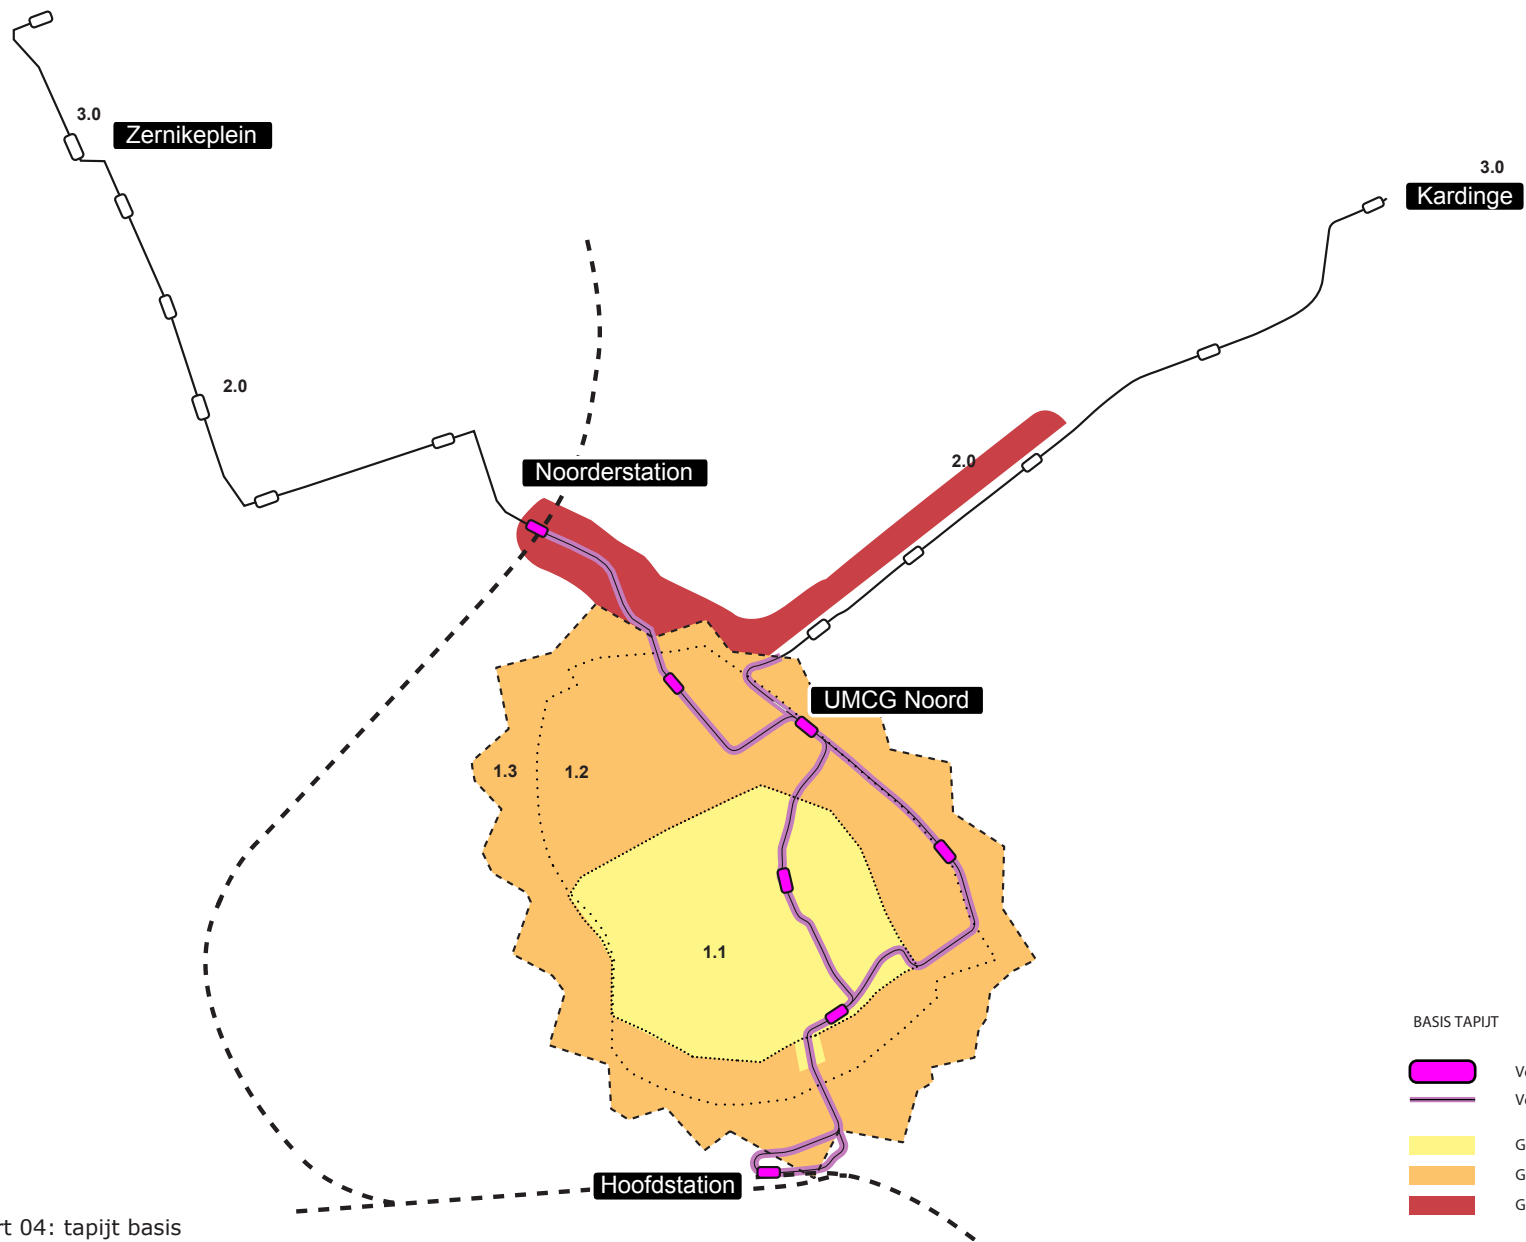 3.0
Zernikeplein
3.0
Kardinge
2.0
2.0
Noorderstation
UMCG Noord
1.3
1.2
1.1
BASIS TAPIJT
Hoofdstation
04: tapijt basis